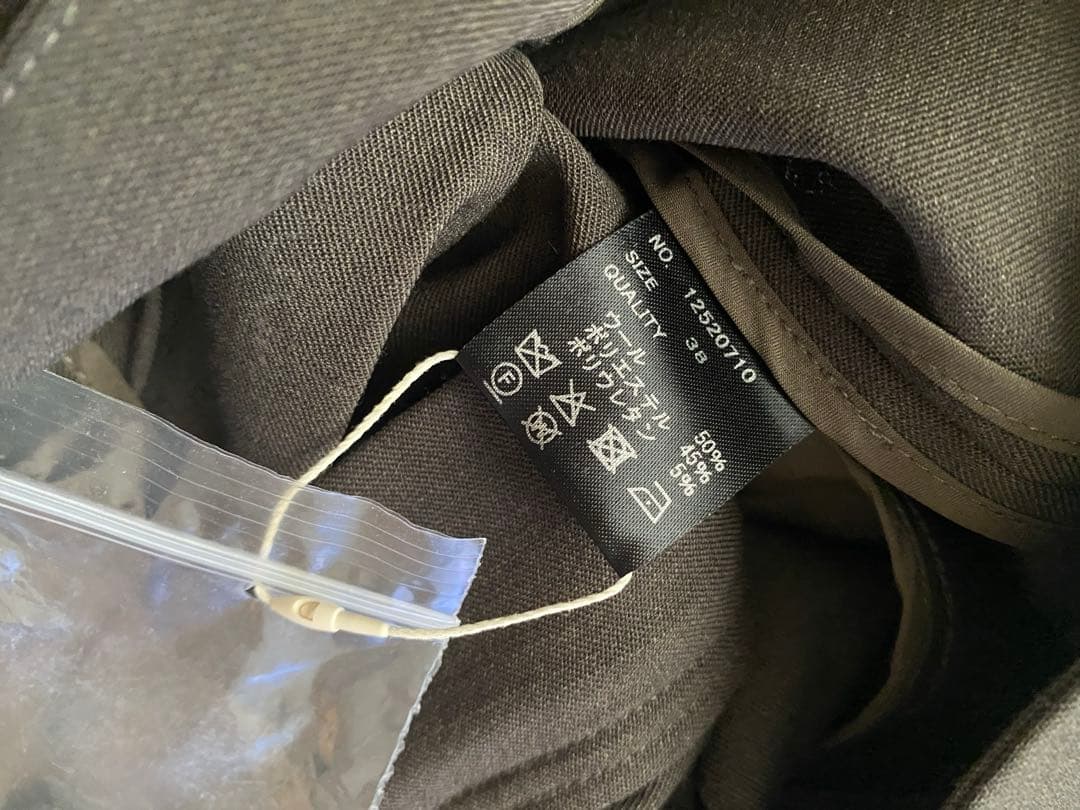 NO. 12520710
SIZE 38
QUALITY
ウール 50%
ポリエステル 45%
ポリウレタン 5%
F